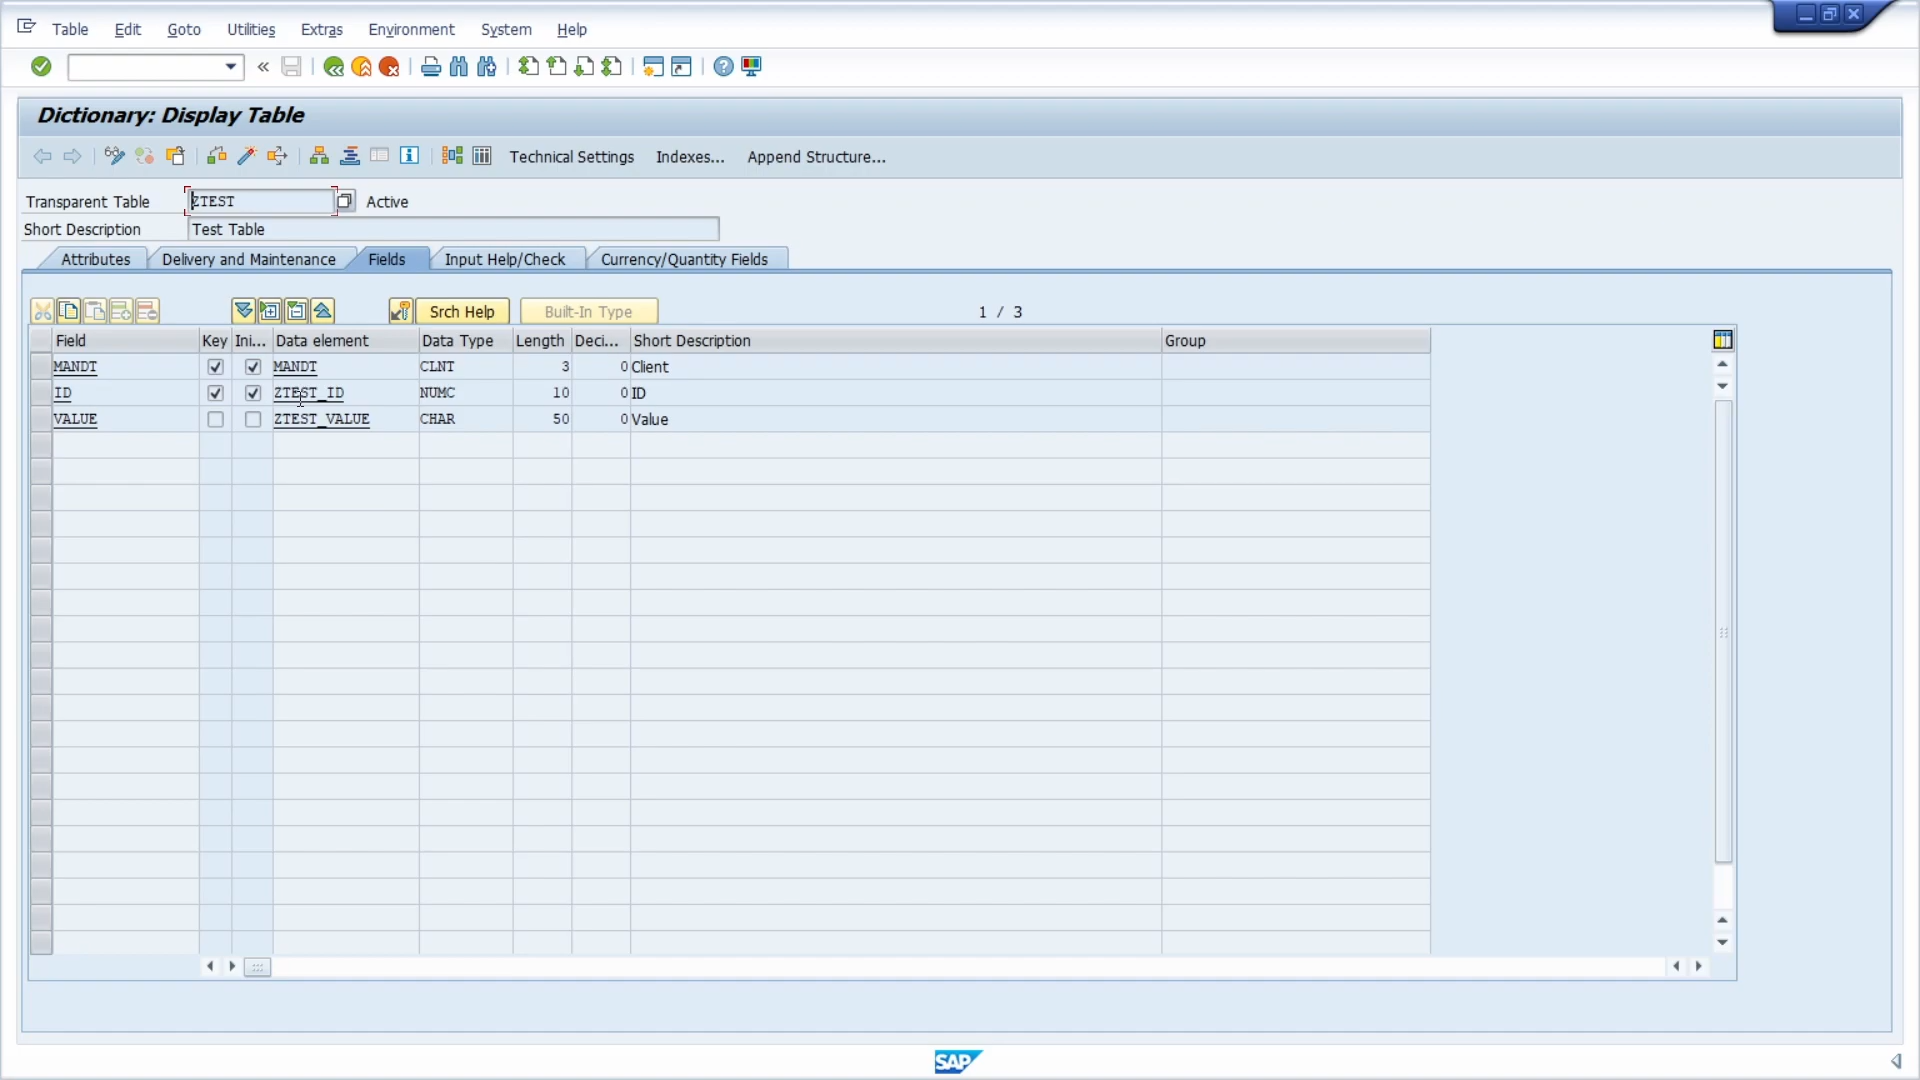 Table Edit Goto Utilities Extras Environment System Help
Dictionary: Display Table
Technical Settings Indexes... Append Structure...
Transparent Table ZTEST Active
Short Description Test Table
Attributes Delivery and Maintenance Fields Input Help/Check Currency/Quantity Fields
Srch Help Built-In Type 1 / 3
Field Key Ini... Data element Data Type Length Deci... Short Description Group
MANDT MANDT CLNT 3 0 Client
ID ZTEST_ID NUMC 10 0 ID
VALUE ZTEST_VALUE CHAR 50 0 Value
SAP